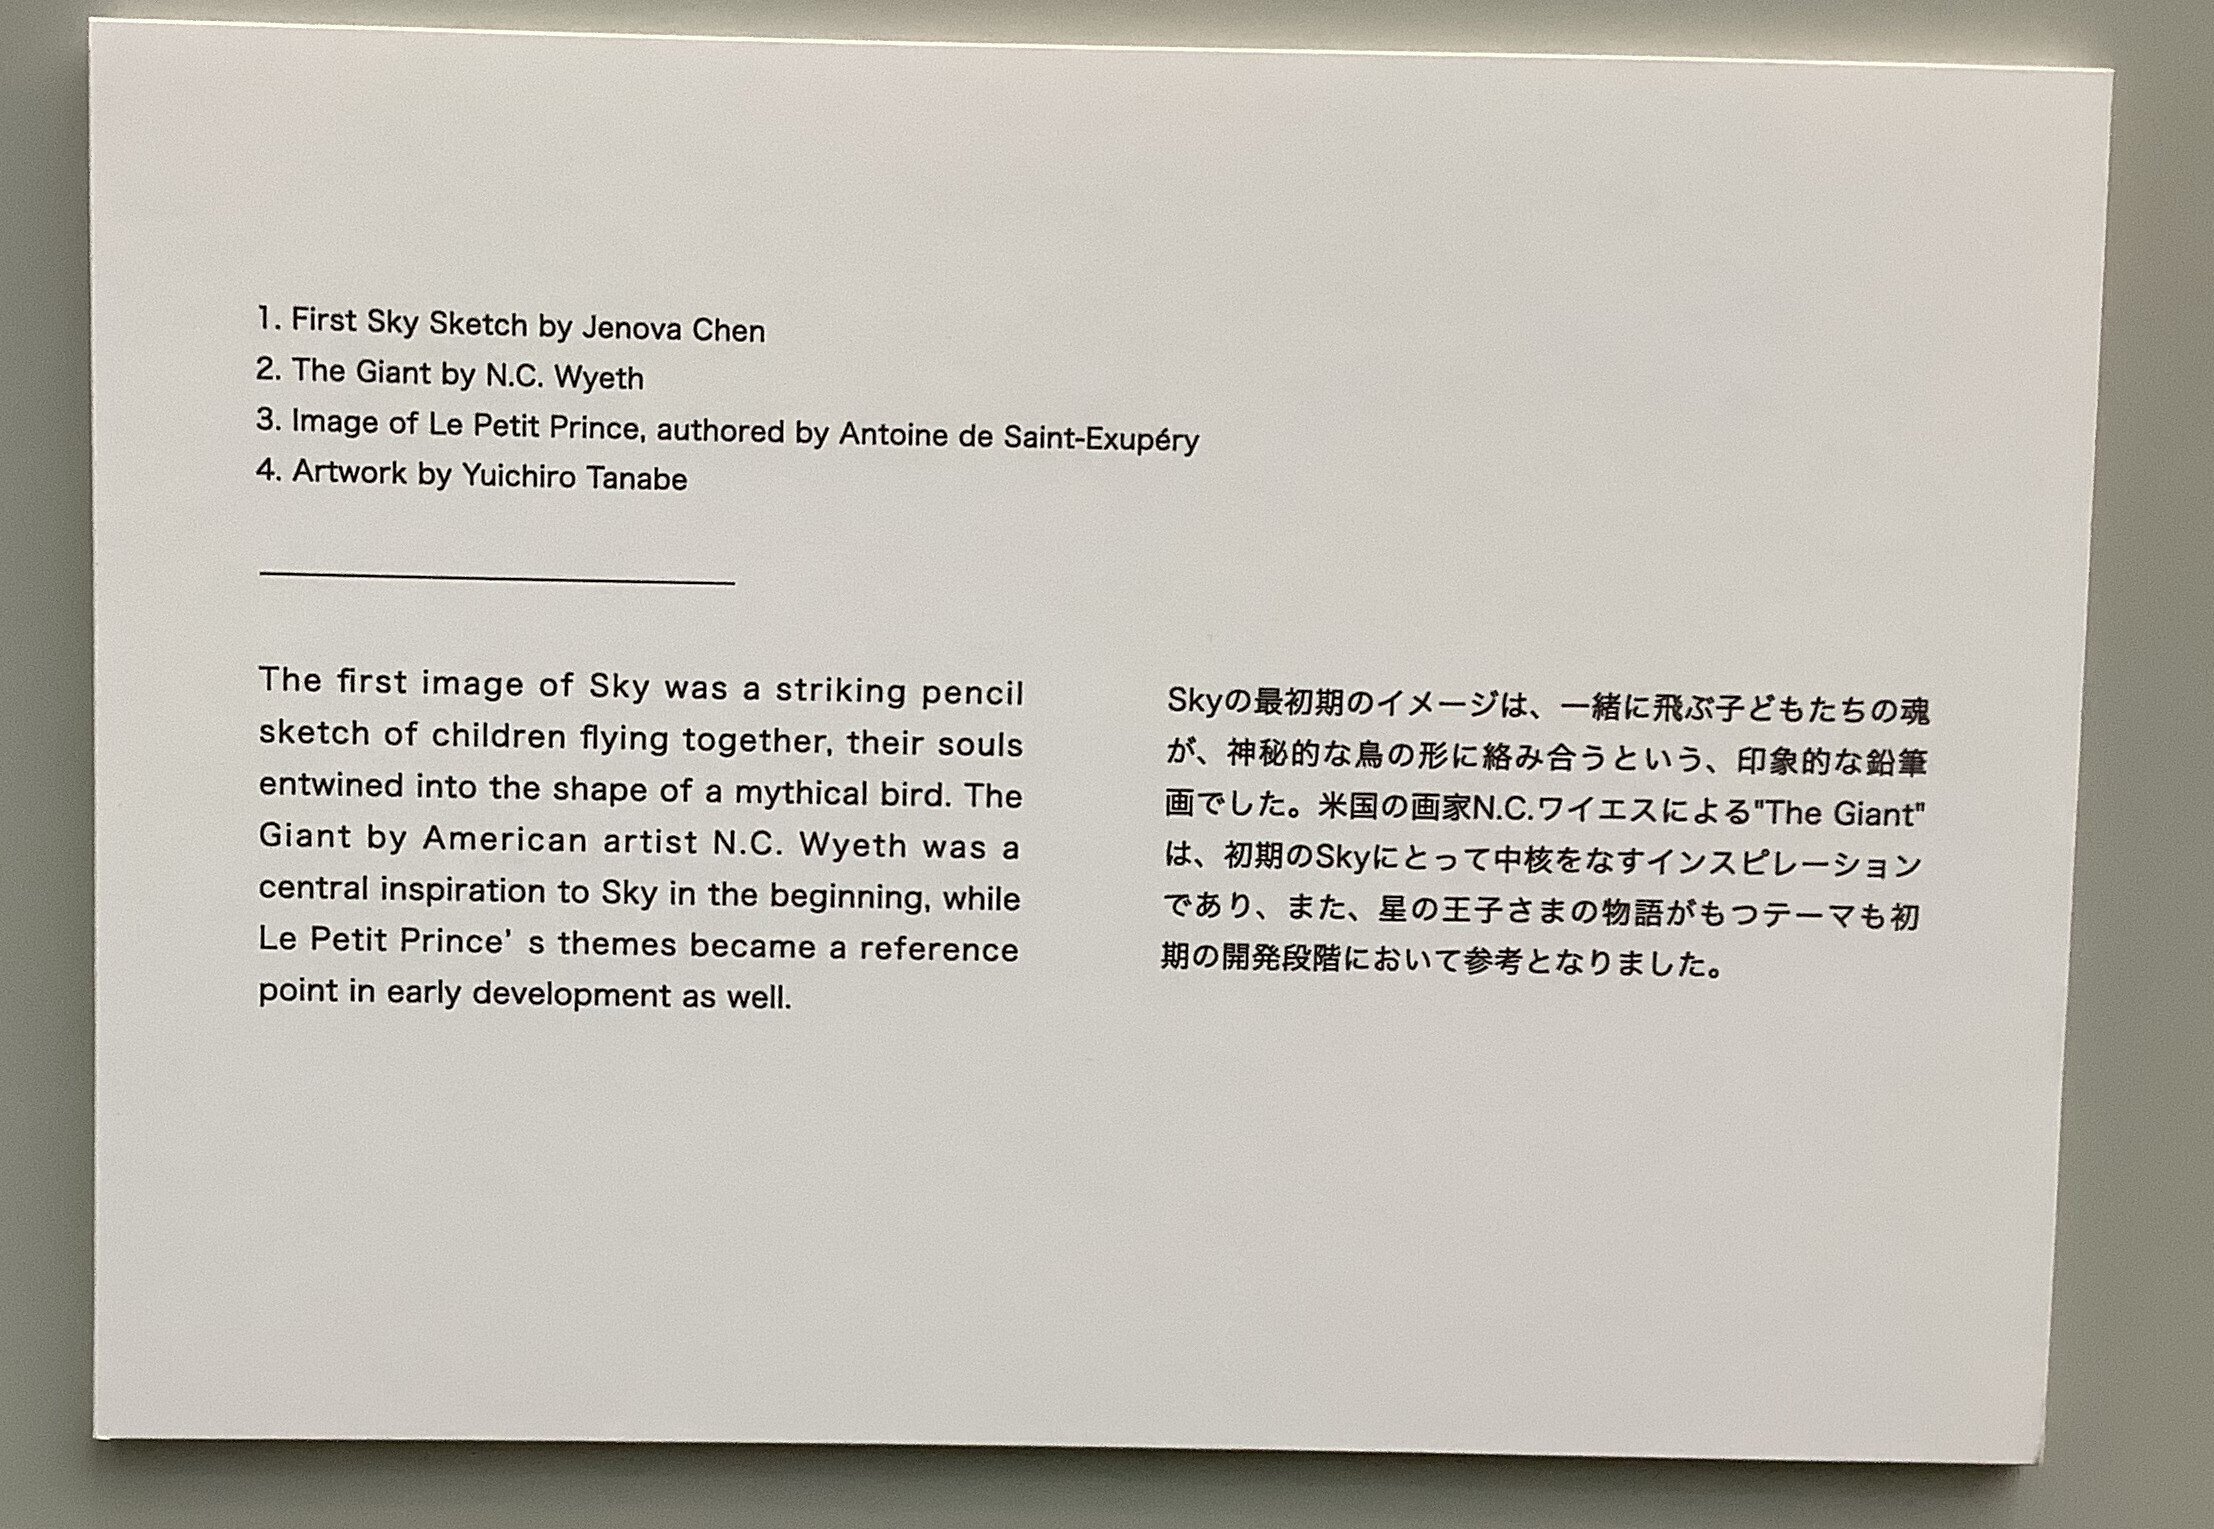 1. First Sky Sketch by Jenova Chen
2. The Giant by N.C. Wyeth
3. Image of Le Petit Prince, authored by Antoine de Saint-Exupéry
4. Artwork by Yuichiro Tanabe
The first image of Sky was a striking pencil
sketch of children flying together, their souls
entwined into the shape of a mythical bird. The
Giant by American artist N.C. Wyeth was a
central inspiration to Sky in the beginning, while
Le Petit Prince’ s themes became a reference
point in early development as well.
Skyの最初期のイメージは、一緒に飛ぶ子どもたちの魂
が、神秘的な鳥の形に絡み合うという、印象的な鉛筆
画でした。米国の画家N.C.ワイエスによる"The Giant"
は、初期のSkyにとって中核をなすインスピレーション
であり、また、星の王子さまの物語がもつテーマも初
期の開発段階において参考となりました。